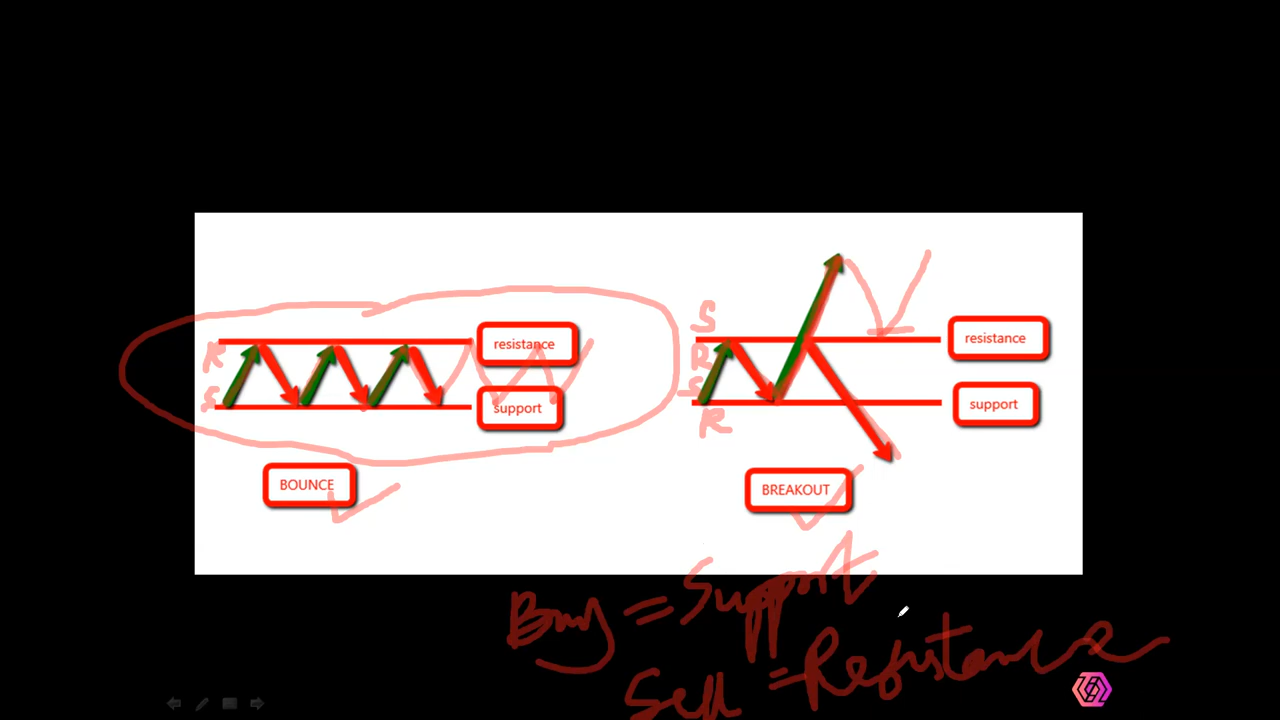 S
R resistance R resistance
S support S support
R
BOUNCE BREAKOUT
Buy = Support
Sell = Resistance